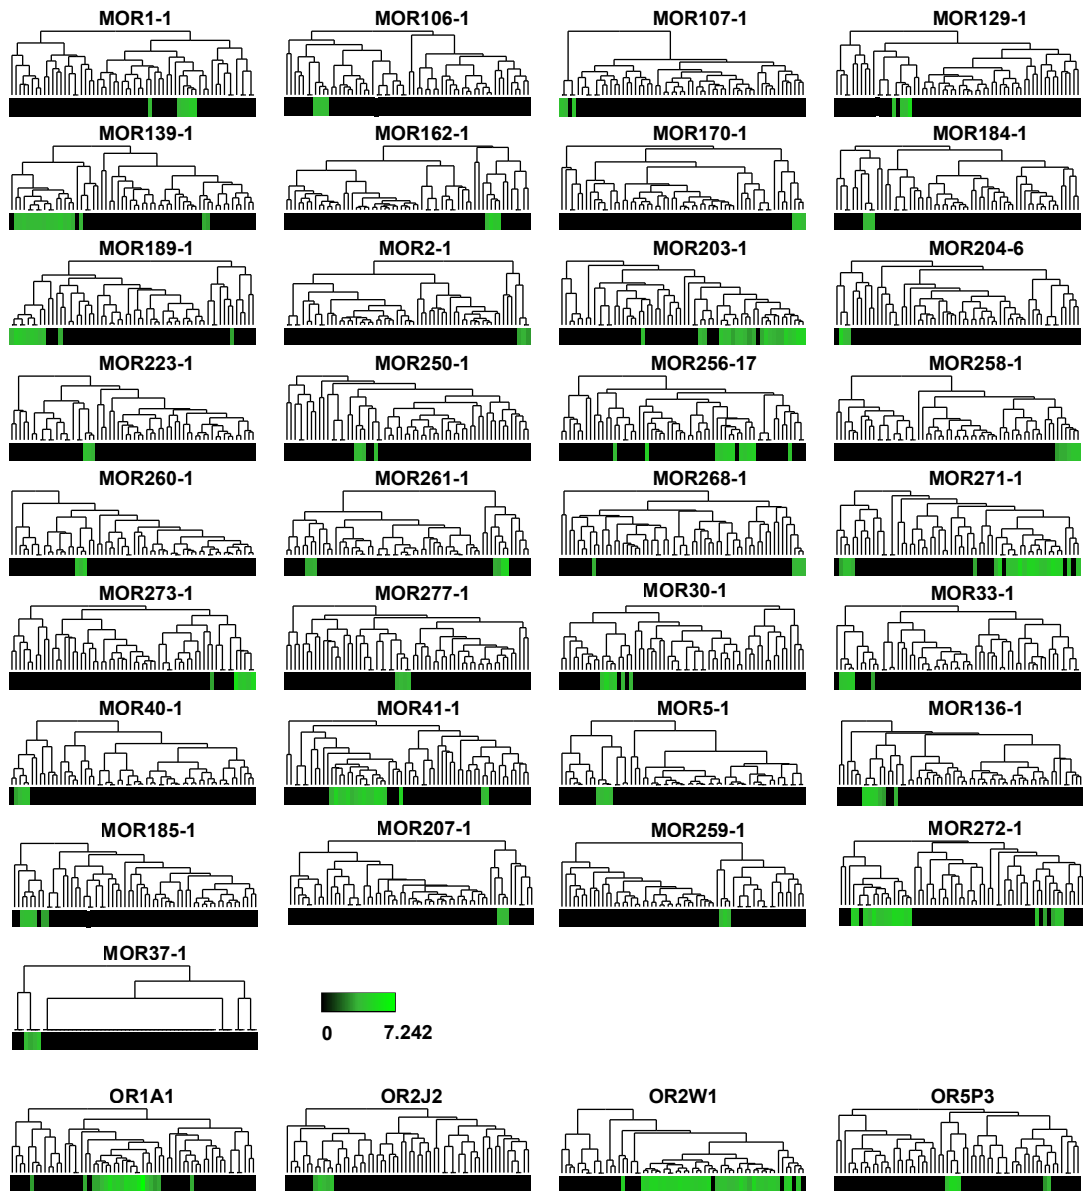 MOR1-1 MOR106-1 MOR107-1 MOR129-1
MOR139-1 MOR162-1 MOR170-1 MOR184-1
MOR189-1 MOR2-1 MOR203-1 MOR204-6
MOR223-1 MOR250-1 MOR256-17 MOR258-1
MOR260-1 MOR261-1 MOR268-1 MOR271-1
MOR273-1 MOR277-1 MOR30-1 MOR33-1
MOR40-1 MOR41-1 MOR5-1 MOR136-1
MOR185-1 MOR207-1 MOR259-1 MOR272-1
MOR37-1
0 7.242
OR1A1 OR2J2 OR2W1 OR5P3